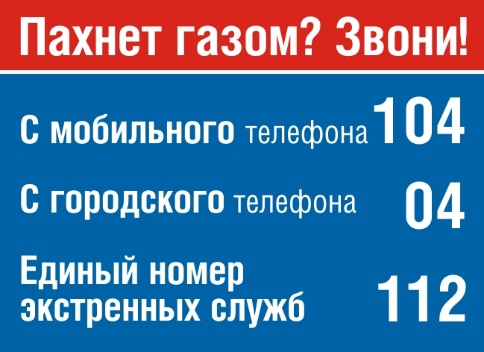 Пахнет газом? Звони!
С мобильного телефона 104
С городского телефона 04
Единый номер
экстренных служб 112